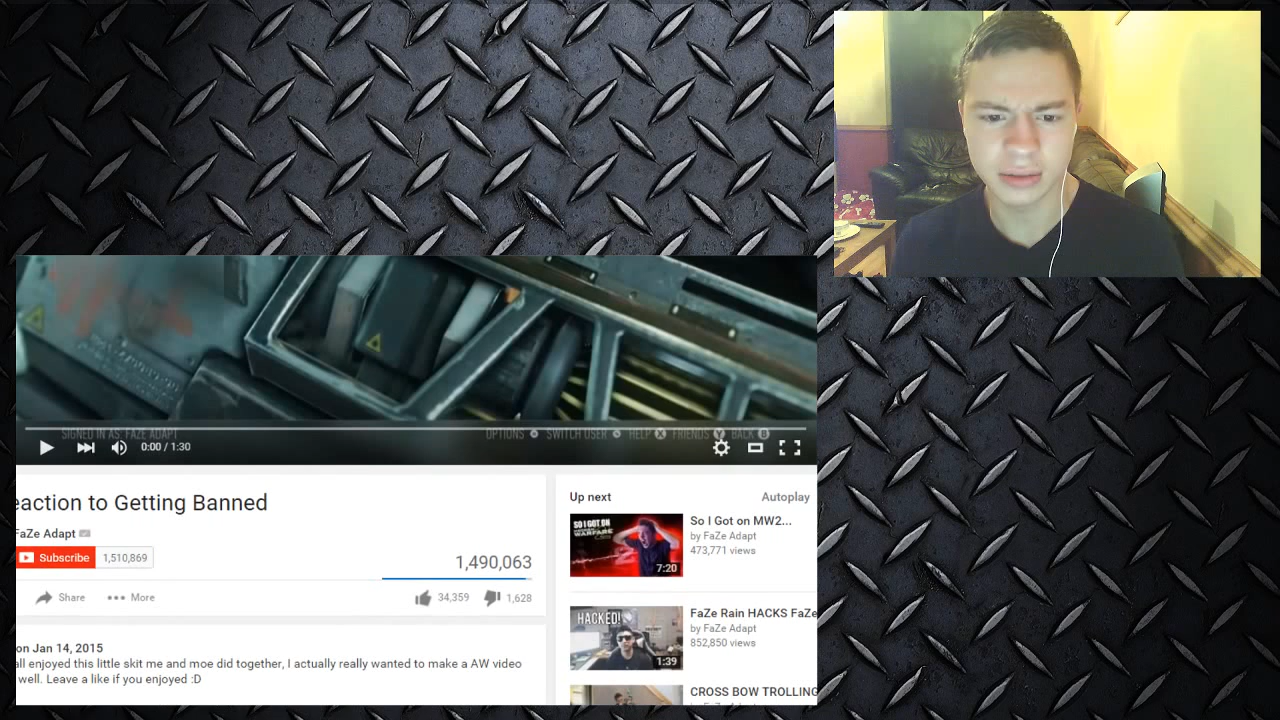 SIGNED IN AS: FAZE ADAPT
OPTIONS SWITCH USER HELP X FRIENDS Y BACK B
0:00 / 1:30
eaction to Getting Banned
FaZe Adapt
Subscribe 1,510,869
1,490,063
Share More
34,359 1,628
on Jan 14, 2015
all enjoyed this little skit me and moe did together, I actually really wanted to make a AW video
well. Leave a like if you enjoyed :D
Up next Autoplay
SO I GOT ON
WARFARE
7:20
So I Got on MW2...
by FaZe Adapt
473,771 views
HACKED!
1:39
FaZe Rain HACKS FaZe
by FaZe Adapt
852,850 views
CROSS BOW TROLLING